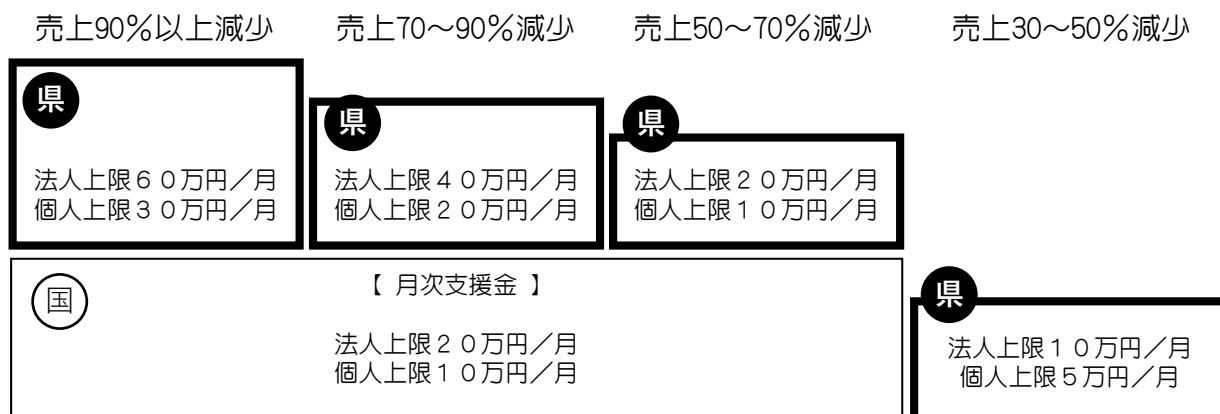 売上90％以上減少
売上70～90％減少
売上50～70％減少
売上30～50％減少
県
法人上限６０万円／月
個人上限３０万円／月
県
法人上限４０万円／月
個人上限２０万円／月
県
法人上限２０万円／月
個人上限１０万円／月
国
【 月次支援金 】
法人上限２０万円／月
個人上限１０万円／月
県
法人上限１０万円／月
個人上限５万円／月